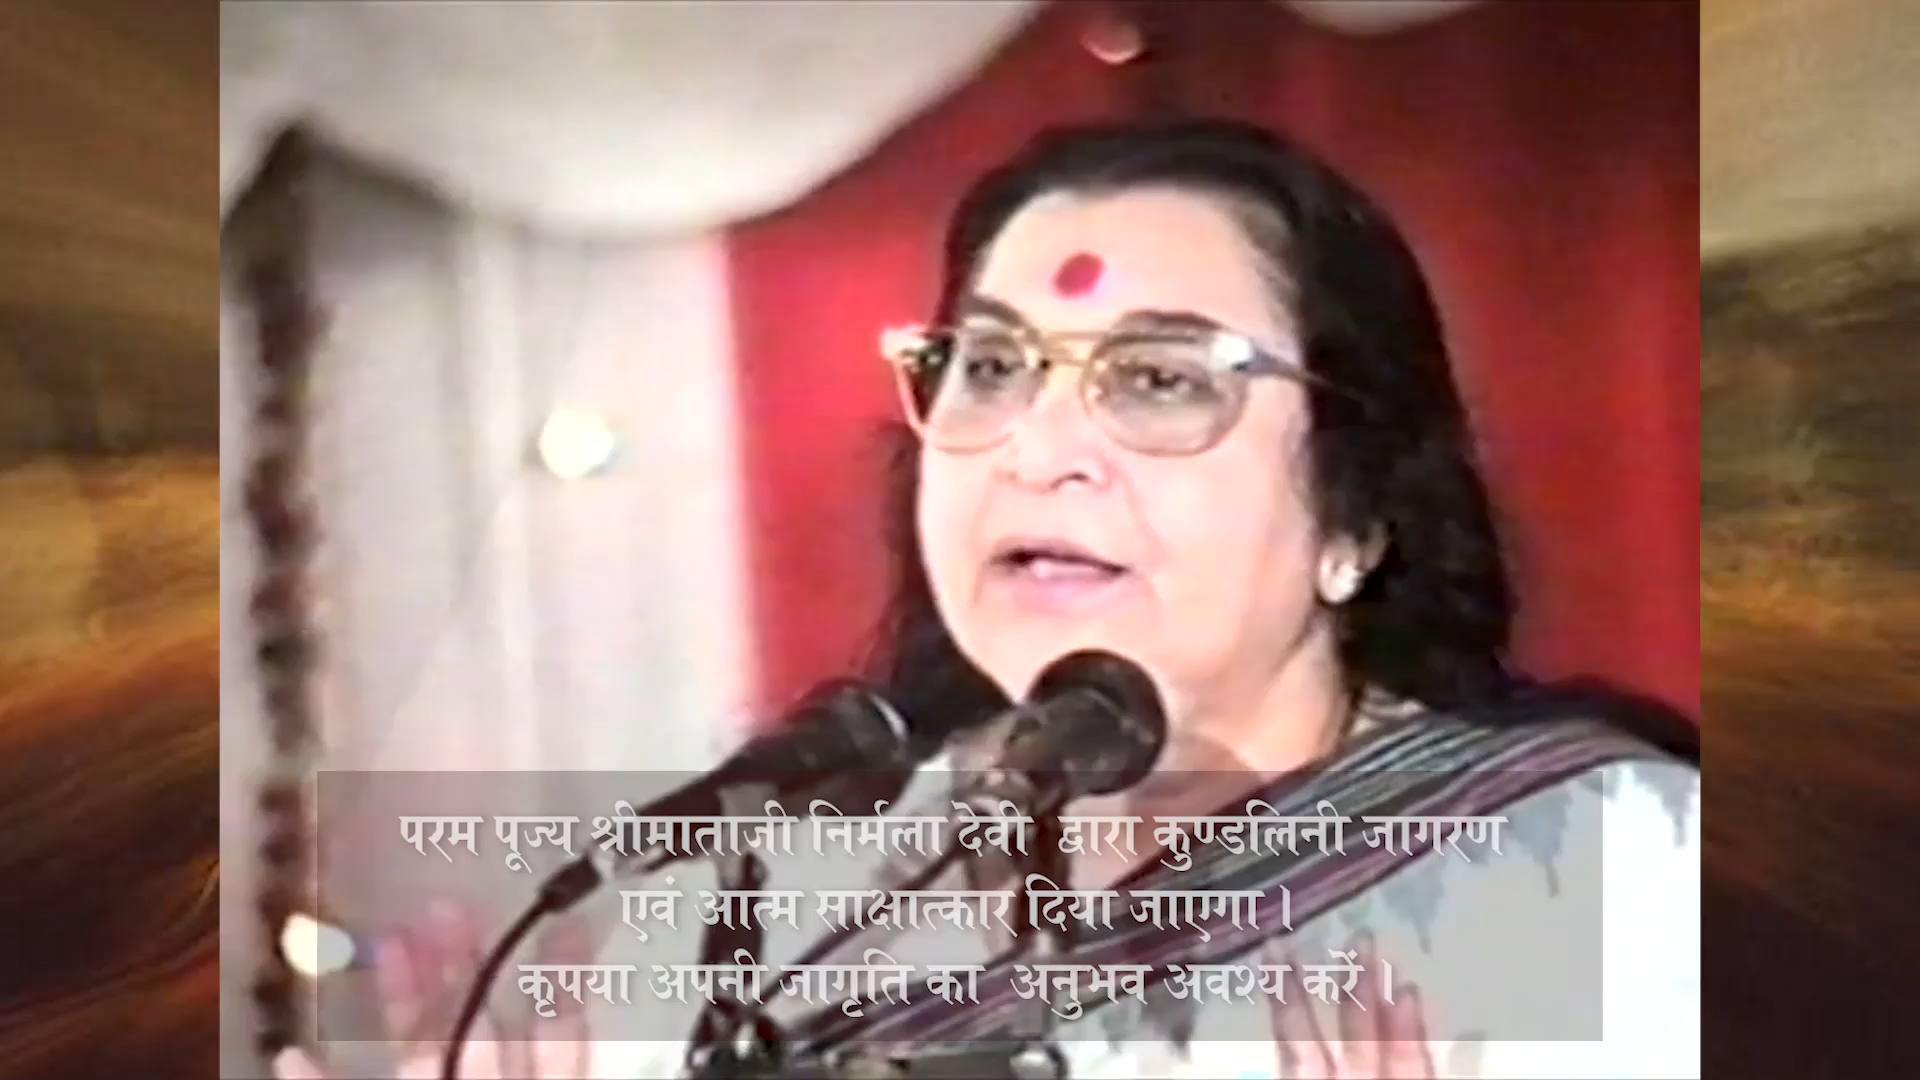 परम पूज्य श्रीमाताजी निर्मला देवी द्वारा कुण्डलिनी जागरण
एवं आत्म साक्षात्कार दिया जाएगा ।
कृपया अपनी जागृति का अनुभव अवश्य करें ।